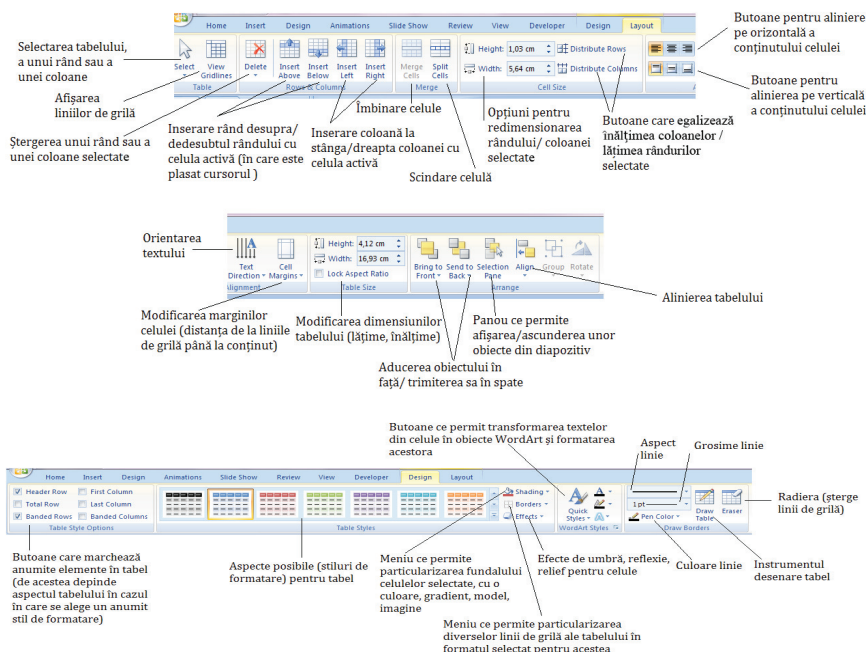 Home Insert Design Animations Slide Show Review View Developer Design Layout
Select View Gridlines Delete Insert Above Insert Below Insert Left Insert Right Merge Cells Split Cells
Height: 1,03 cm Distribute Rows
Width: 5,64 cm Distribute Columns
Table Rows & Columns Merge Cell Size
Selectarea tabelului,
a unui rând sau a
unei coloane
Afișarea
liniilor de grilă
Ștergerea unui rând sau a
unei coloane selectate
Inserare rând desupra/
dedesubtul rândului cu
celula activă (în care este
plasat cursorul )
Inserare coloană la
stânga/dreapta coloanei cu
celula activă
Îmbinare celule
Scindare celulă
Opțiuni pentru
redimensionarea
rândului/ coloanei
selectate
Butoane care egalizează
înălțimea coloanelor /
lățimea rândurilor
selectate
Butoane pentru aliniere
pe orizontală a
conținutului celulei
Butoane pentru
alinierea pe verticală
a conținutului celulei
Orientarea
textului
Text Direction Cell Margins
Height: 4,12 cm
Width: 16,93 cm
Lock Aspect Ratio
Bring to Front Send to Back Selection Pane Align Group Rotate
Alignment Table Size Arrange
Modificarea marginilor
celulei (distanța de la liniile
de grilă până la conținut)
Modificarea dimensiunilor
tabelului (lățime, înălțime)
Aducerea obiectului în
față/ trimiterea sa în spate
Panou ce permite
afișarea/ascunderea unor
obiecte din diapozitiv
Alinierea tabelului
Butoane ce permit transformarea textelor
din celule în obiecte WordArt și formatarea
acestora
Aspect
linie
Grosime linie
Home Insert Design Animations Slide Show Review View Developer Design Layout
Header Row First Column
Total Row Last Column
Banded Rows Banded Columns
Shading
Borders
Effects
Quick Styles
1 pt
Pen Color
Draw Table Eraser
Table Style Options Table Styles WordArt Styles Draw Borders
Radiera (șterge
linii de grilă)
Butoane care marchează
anumite elemente în tabel
(de acestea depinde
aspectul tabelului în cazul
în care se alege un anumit
stil de formatare)
Aspecte posibile (stiluri de
formatare) pentru tabel
Meniu ce permite
particularizarea fundalului
celulelor selectate, cu o
culoare, gradient, model,
imagine
Efecte de umbră, reflexie,
relief pentru celule
Culoare linie
Instrumentul
desenare tabel
Meniu ce permite particularizarea
diverselor linii de grilă ale tabelului în
formatul selectat pentru acestea